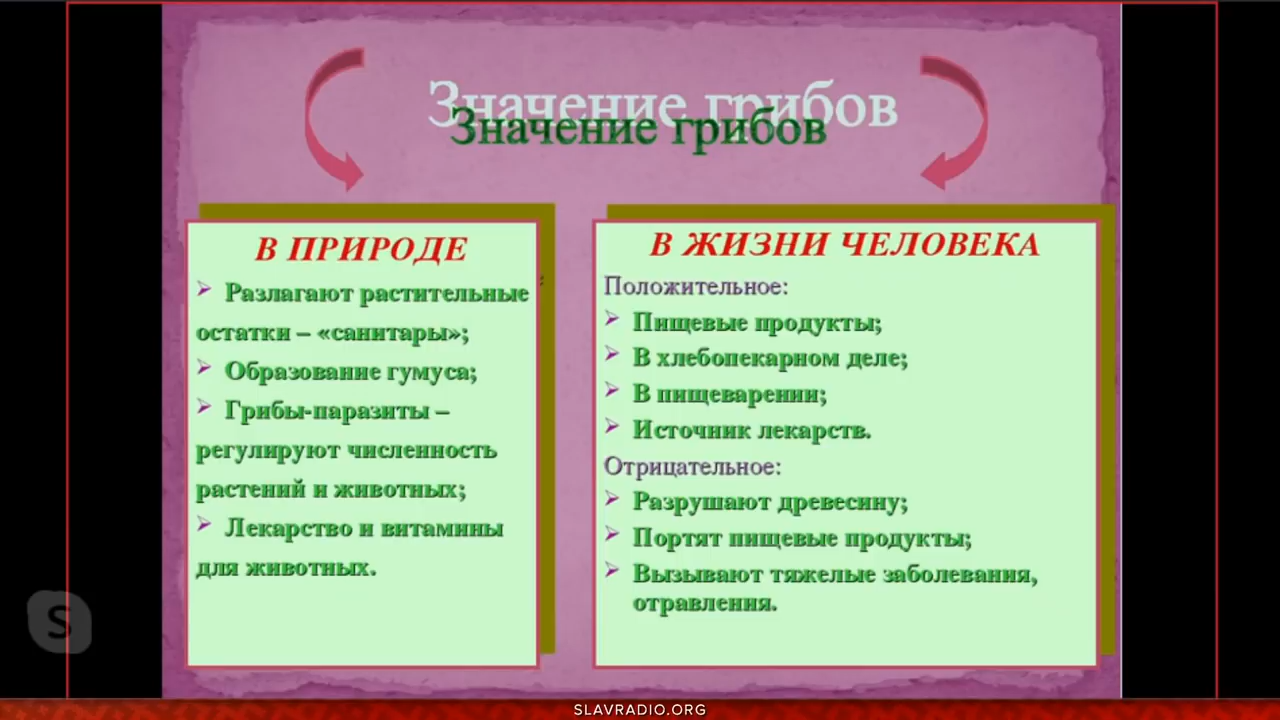 Значение грибов
Значение грибов
В ПРИРОДЕ
Разлагают растительные
остатки – «санитары»;
Образование гумуса;
Грибы-паразиты –
регулируют численность
растений и животных;
Лекарство и витамины
для животных.
В ЖИЗНИ ЧЕЛОВЕКА
Положительное:
Пищевые продукты;
В хлебопекарном деле;
В пищеварении;
Источник лекарств.
Отрицательное:
Разрушают древесину;
Портят пищевые продукты;
Вызывают тяжелые заболевания,
отравления.
S
SLAVRADIO.ORG